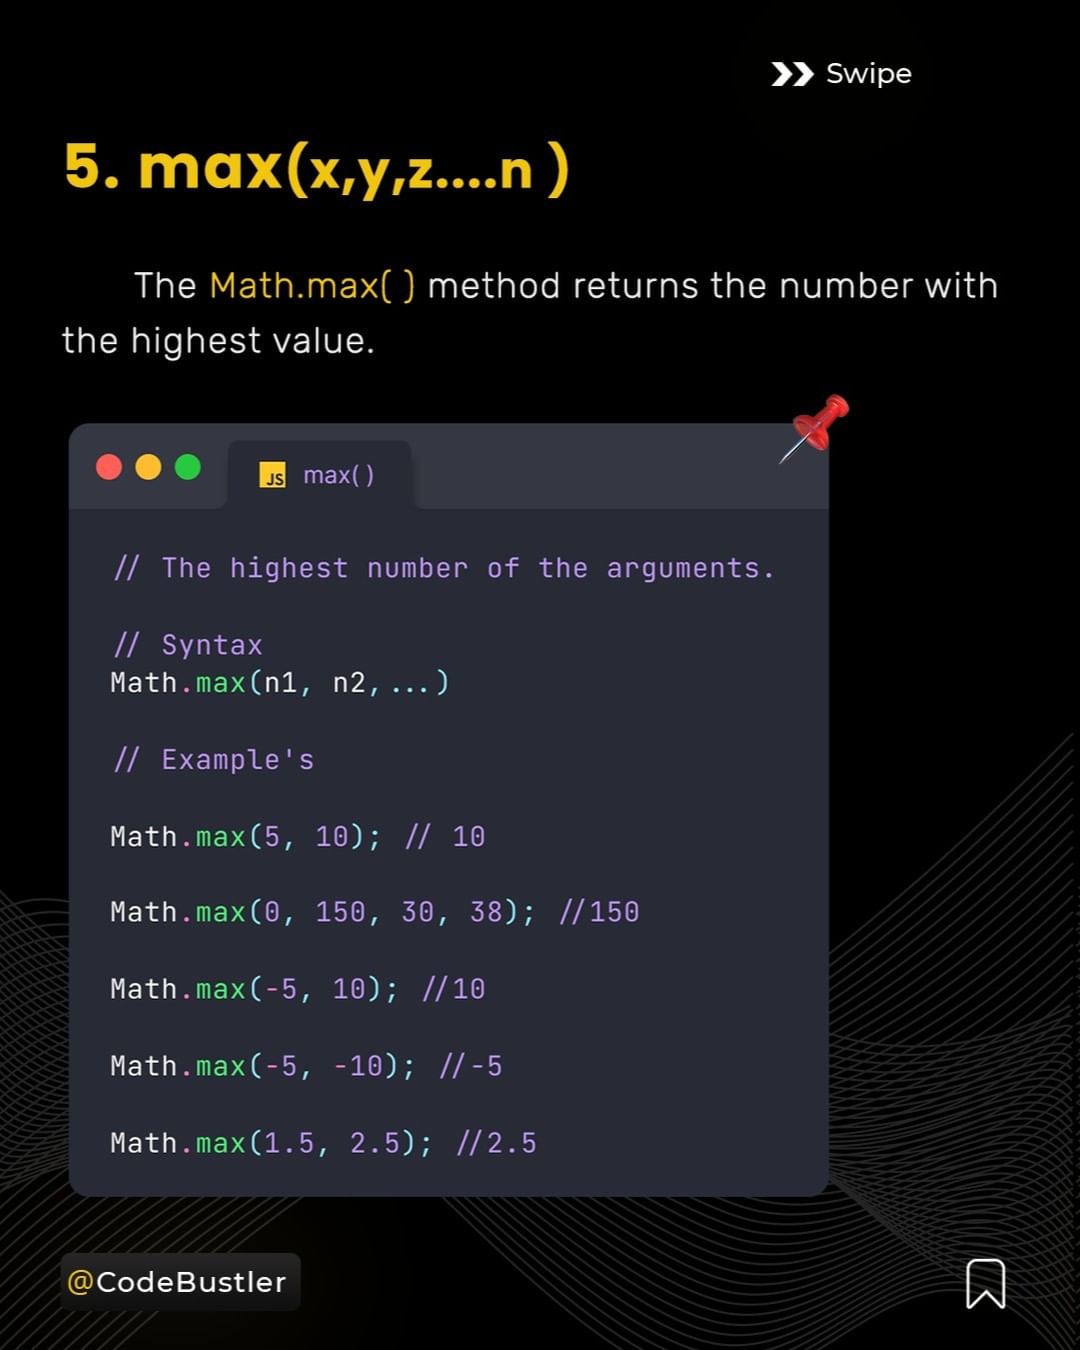 Swipe
5. max(x,y,z....n )
The Math.max( ) method returns the number with
the highest value.
JS max( )
// The highest number of the arguments.
// Syntax
Math.max(n1, n2,...)
// Example's
Math.max(5, 10); // 10
Math.max(0, 150, 30, 38); //150
Math.max(-5, 10); //10
Math.max(-5, -10); //-5
Math.max(1.5, 2.5); //2.5
@CodeBustler